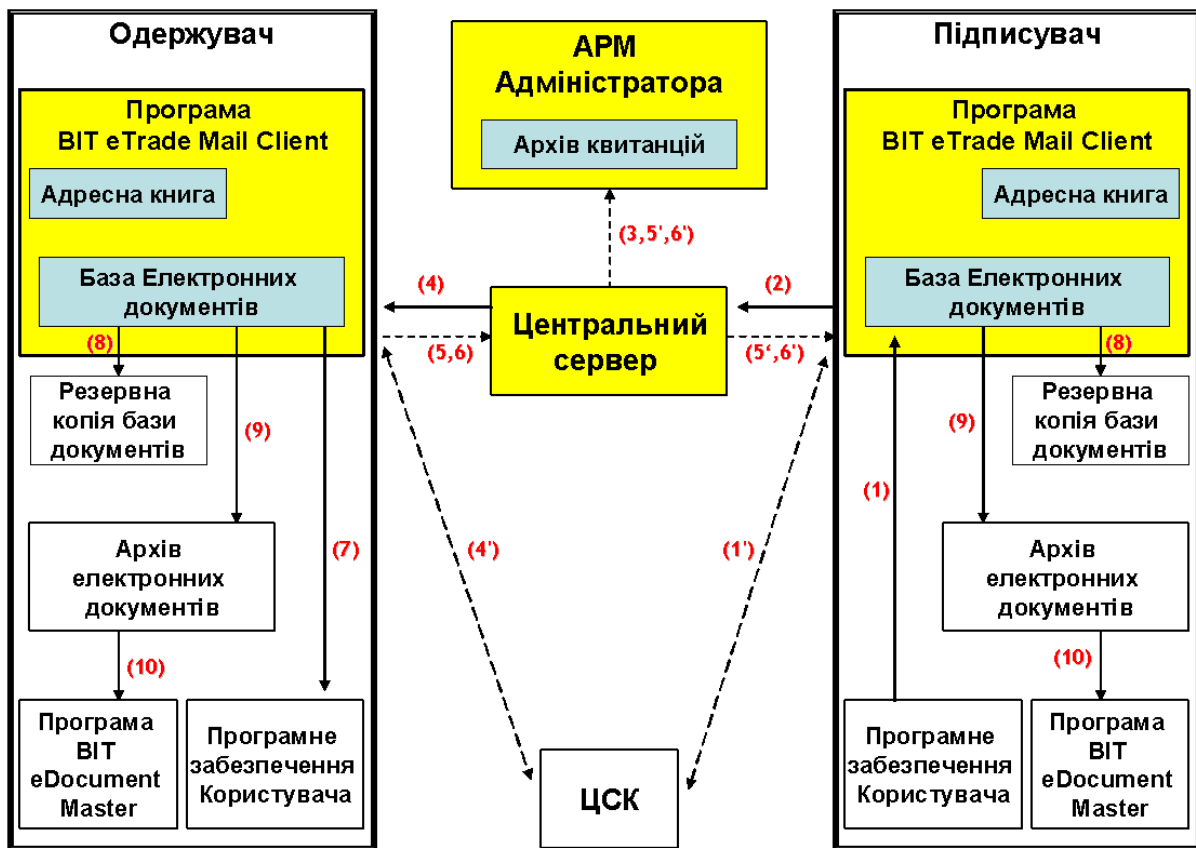 Одержувач
Програма
BIT eTrade Mail Client
Адресна книга
База Електронних
документів
(8)
Резервна
копія бази
документів
(9)
(7)
Архів
електронних
документів
(10)
Програма
BIT
eDocument
Master
Програмне
забезпечення
Користувача
АРМ
Адміністратора
Архів квитанцій
(3,5',6')
(4)
(2)
Центральний
сервер
(5,6)
(5',6')
(4')
(1')
ЦСК
Підписувач
Програма
BIT eTrade Mail Client
Адресна книга
База Електронних
документів
(8)
Резервна
копія бази
документів
(9)
(1)
Архів
електронних
документів
(10)
Програмне
забезпечення
Користувача
Програма
BIT
eDocument
Master